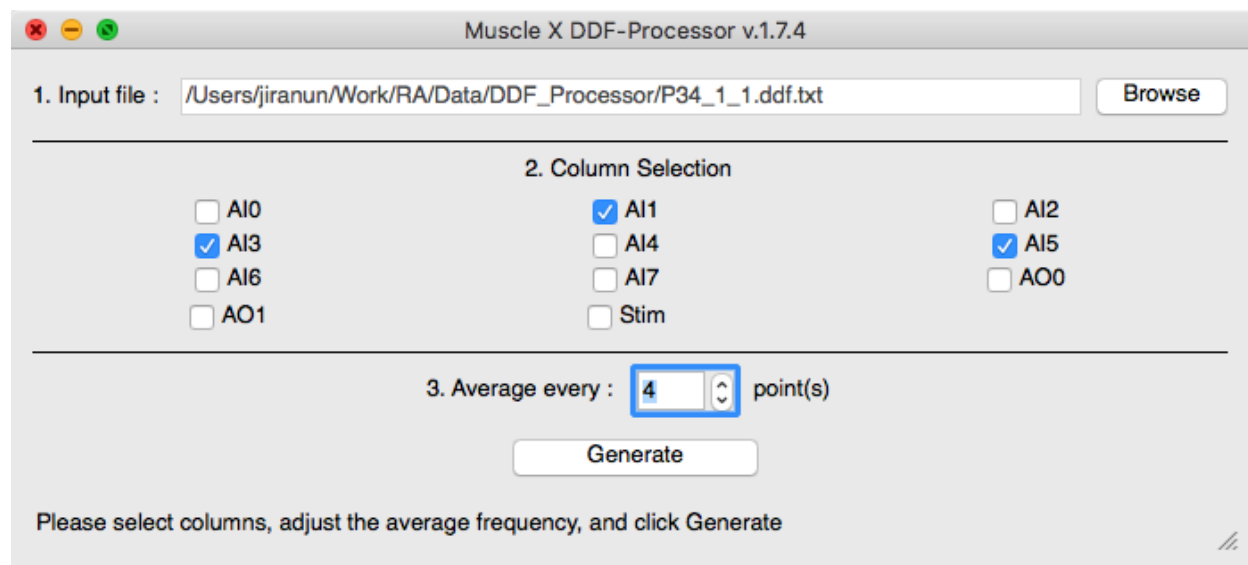 Muscle X DDF-Processor v.1.7.4
1. Input file : /Users/jiranun/Work/RA/Data/DDF_Processor/P34_1_1.ddf.txt Browse
2. Column Selection
AI0 AI1 AI2
AI3 AI4 AI5
AI6 AI7 AO0
AO1 Stim
3. Average every : 4 point(s)
Generate
Please select columns, adjust the average frequency, and click Generate